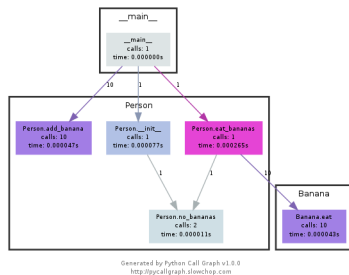 __main__
__main__
calls: 1
time: 0.000000s
10
1
1
Person
Person.add_banana
calls: 10
time: 0.000047s
Person.__init__
calls: 1
time: 0.000077s
Person.eat_bananas
calls: 1
time: 0.000265s
1
1
10
Banana
Person.no_bananas
calls: 2
time: 0.000011s
Banana.eat
calls: 10
time: 0.000043s
Generated by Python Call Graph v1.0.0
http://pycallgraph.slowchop.com